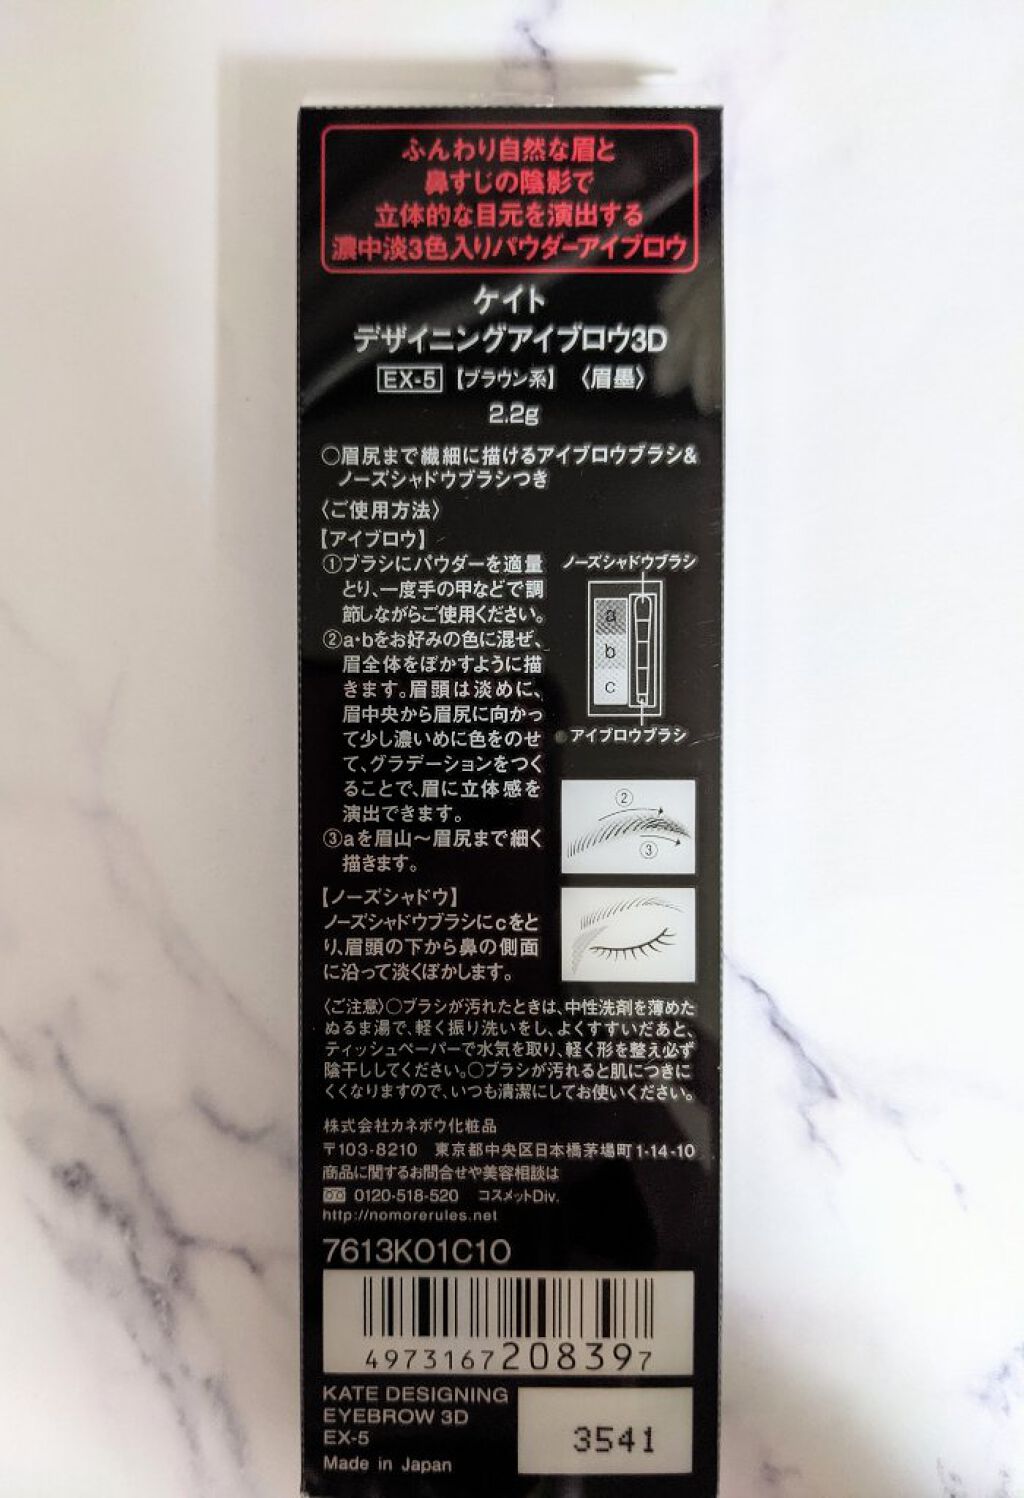 ふんわり自然な眉と
鼻すじの陰影で
立体的な目元を演出する
濃中淡3色入りパウダーアイブロウ
ケイト
デザイニングアイブロウ3D
EX-5 【ブラウン系】 〈眉墨〉
2.2g
○眉尻まで繊細に描けるアイブロウブラシ&
ノーズシャドウブラシつき
〈ご使用方法〉
【アイブロウ】
①ブラシにパウダーを適量
とり、一度手の甲などで調
節しながらご使用ください。
②a・bをお好みの色に混ぜ、
眉全体をぼかすように描
きます。眉頭は淡めに、
眉中央から眉尻に向かっ
て少し濃いめに色をのせ
て、グラデーションをつく
ることで、眉に立体感を
演出できます。
③aを眉山〜眉尻まで細く
描きます。
ノーズシャドウブラシ
a
b
c
アイブロウブラシ
②
③
【ノーズシャドウ】
ノーズシャドウブラシにcをと
り、眉頭の下から鼻の側面
に沿って淡くぼかします。
〈ご注意〉○ブラシが汚れたときは、中性洗剤を薄めた
ぬるま湯で、軽く振り洗いをし、よくすすいだあと、
ティッシュペーパーで水気を取り、軽く形を整え必ず
陰干ししてください。○ブラシが汚れると肌につきに
くくなりますので、いつも清潔にしてお使いください。
株式会社カネボウ化粧品
〒103-8210 東京都中央区日本橋茅場町1-14-10
商品に関するお問合せや美容相談は
0120-518-520 コスメットDiv.
http://nomorerules.net
7613K01C10
4973167208397
KATE DESIGNING
EYEBROW 3D
EX-5
Made in Japan
3541